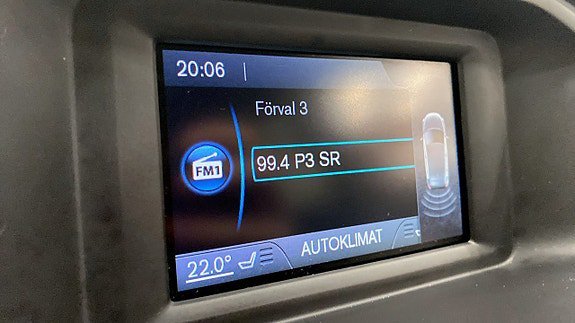 20:06
Förval 3
FM1
99.4 P3 SR
AUTOKLIMAT
22.0°